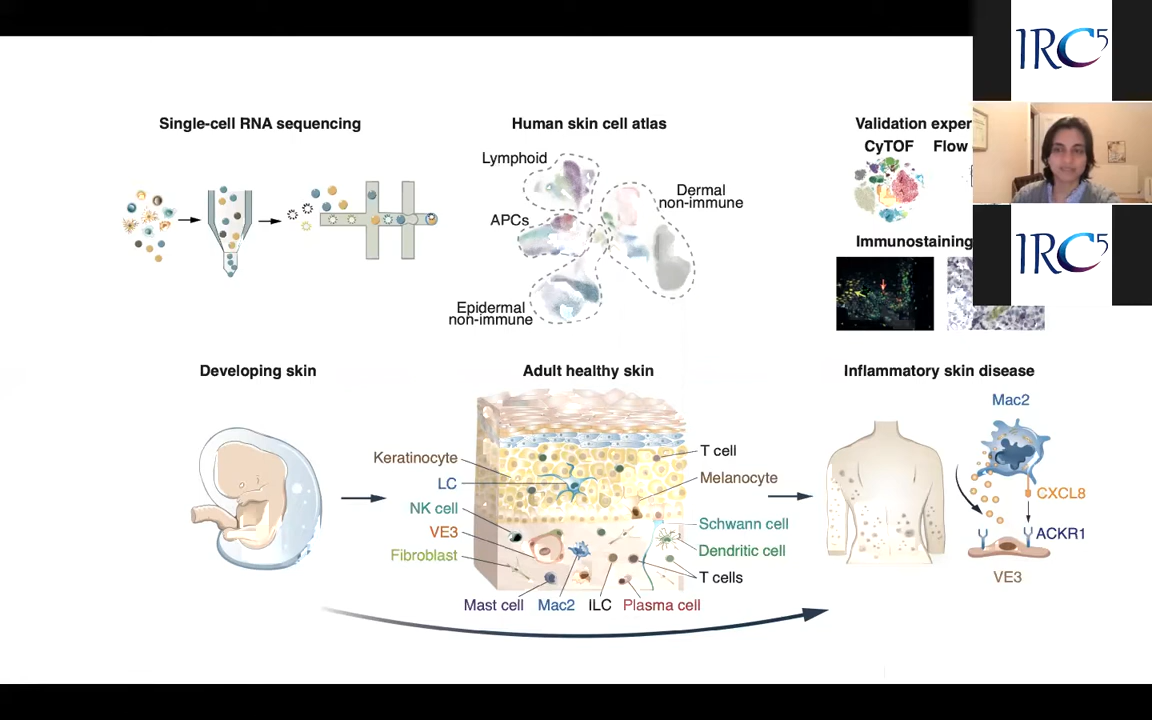 IRC5
Single-cell RNA sequencing
Human skin cell atlas
Validation exper
CyTOF Flow
Lymphoid
APCs
Dermal
non-immune
Epidermal
non-immune
Immunostaining
IRC5
Developing skin
Adult healthy skin
Inflammatory skin disease
Keratinocyte
LC
NK cell
VE3
Fibroblast
T cell
Melanocyte
Schwann cell
Dendritic cell
T cells
Mast cell Mac2 ILC Plasma cell
Mac2
CXCL8
ACKR1
VE3